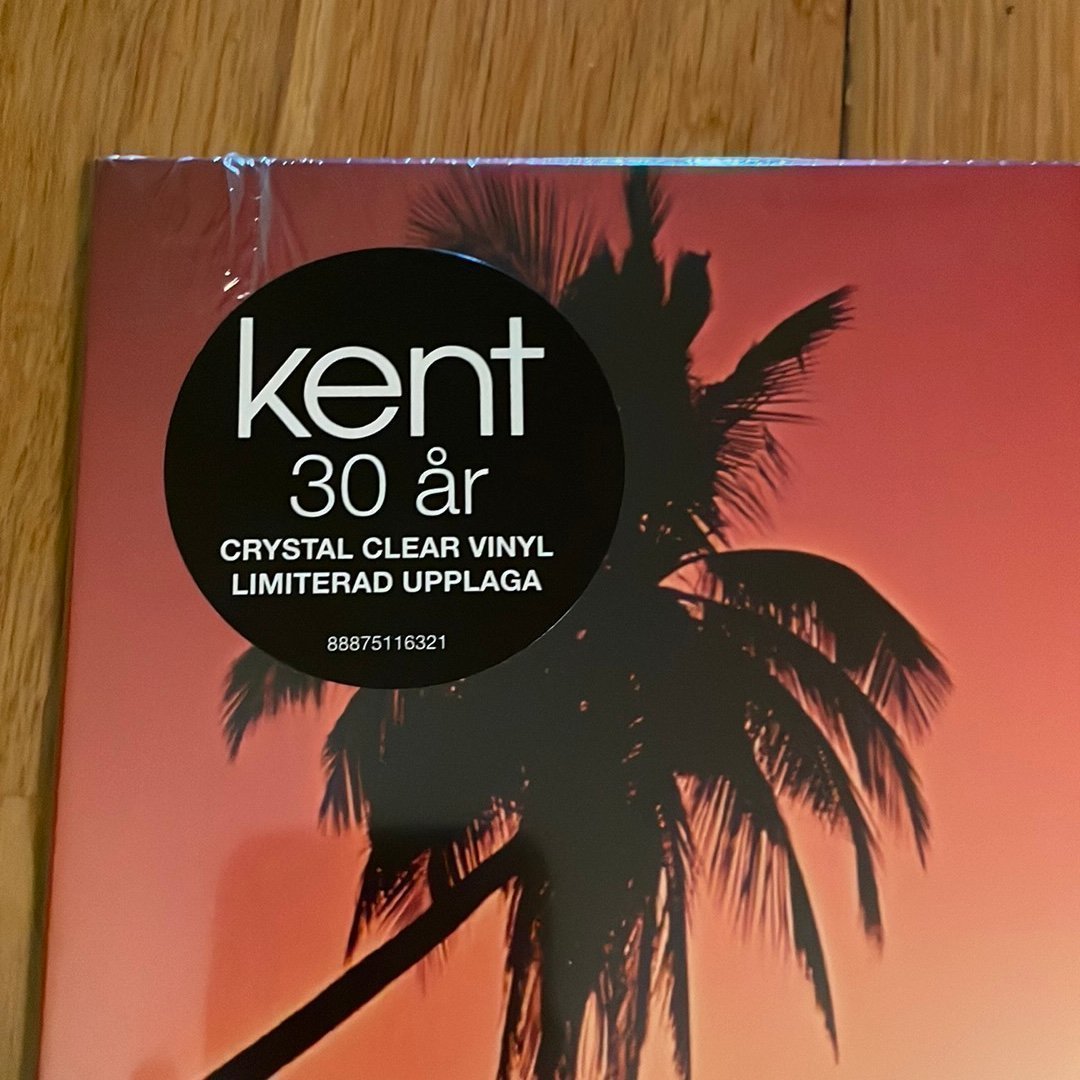 kent
30 år
CRYSTAL CLEAR VINYL
LIMITERAD UPPLAGA
88875116321